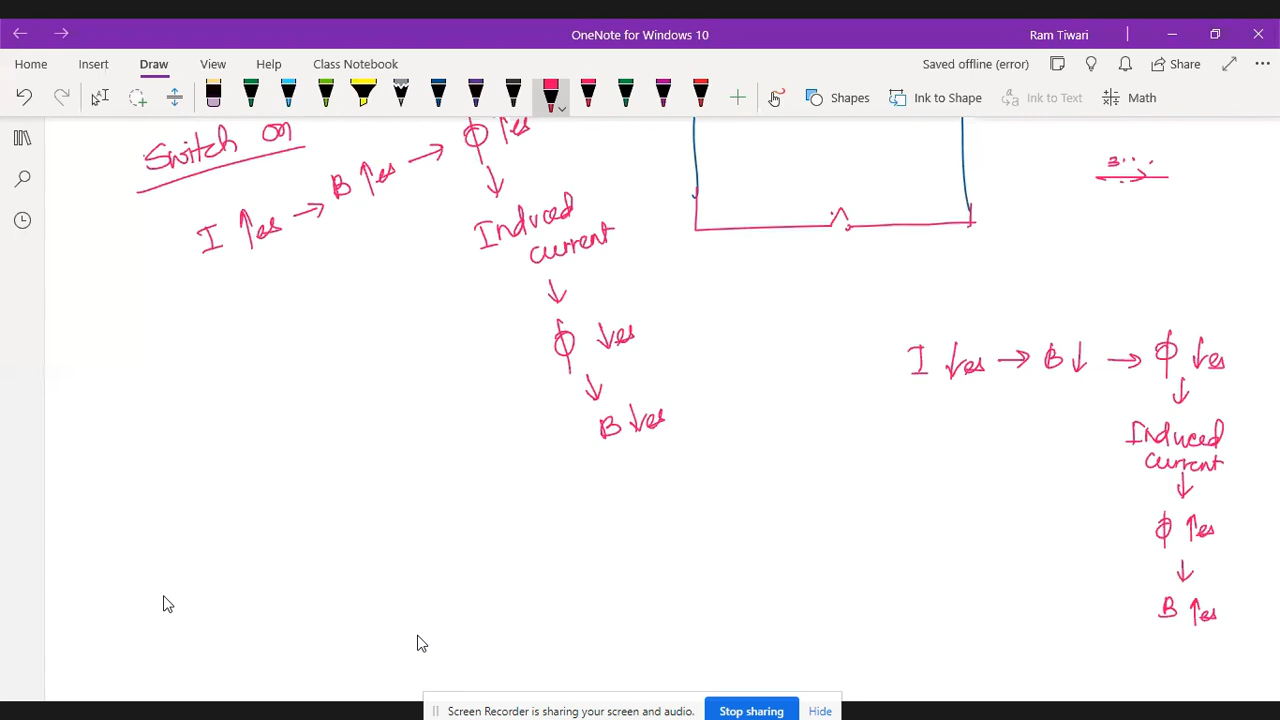 OneNote for Windows 10
Ram Tiwari
Home Insert Draw View Help Class Notebook
Saved offline (error)
Share
Shapes
Ink to Shape
Ink to Text
Math
Switch on
I ↑es → B ↑es → Φ ↑es
↓
Induced
current
↓
Φ ↓es
↓
B ↓es
I ↓es → B ↓ → Φ ↓es
↓
Induced
current
↓
Φ ↑es
↓
B ↑es
Screen Recorder is sharing your screen and audio.
Stop sharing
Hide